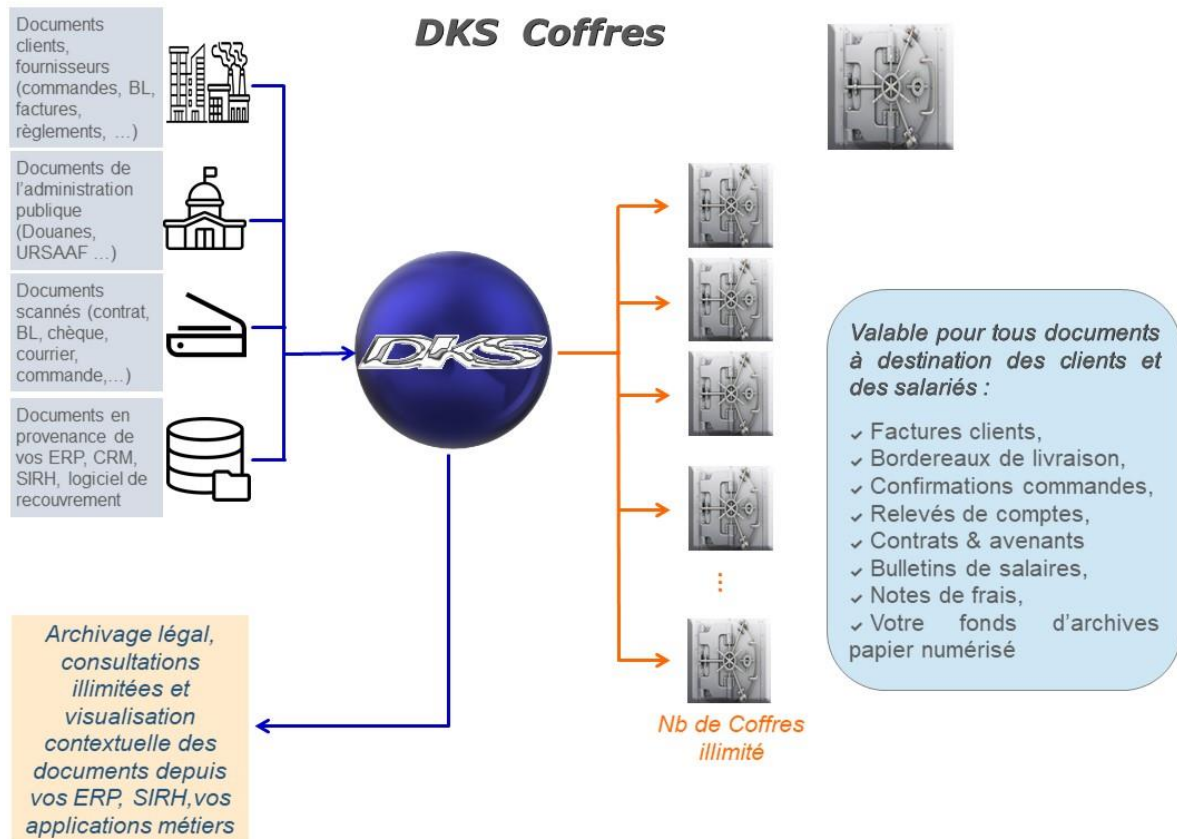 DKS Coffres
Documents
clients,
fournisseurs
(commandes, BL,
factures,
règlements, …)
Documents de
l’administration
publique
(Douanes,
URSAAF …)
Documents
scannés (contrat,
BL, chèque,
courrier,
commande,…)
Documents en
provenance de
vos ERP, CRM,
SIRH, logiciel de
recouvrement
DKS
Archivage légal,
consultations
illimitées et
visualisation
contextuelle des
documents depuis
vos ERP, SIRH,vos
applications métiers
...
Nb de Coffres
illimité
Valable pour tous documents
à destination des clients et
des salariés :
✓ Factures clients,
✓ Bordereaux de livraison,
✓ Confirmations commandes,
✓ Relevés de comptes,
✓ Contrats & avenants
✓ Bulletins de salaires,
✓ Notes de frais,
✓ Votre fonds d’archives
papier numérisé